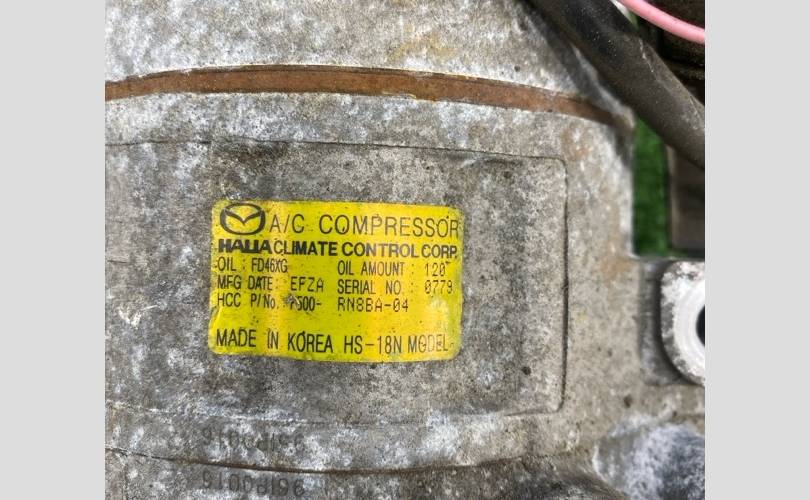 A/C COMPRESSOR
HALLA CLIMATE CONTROL CORP.
OIL : FD46XG OIL AMOUNT : 120
MFG DATE: EFZA SERIAL NO.: 0779
HCC P/No. RN8BA-04
MADE IN KOREA HS-18N MODEL